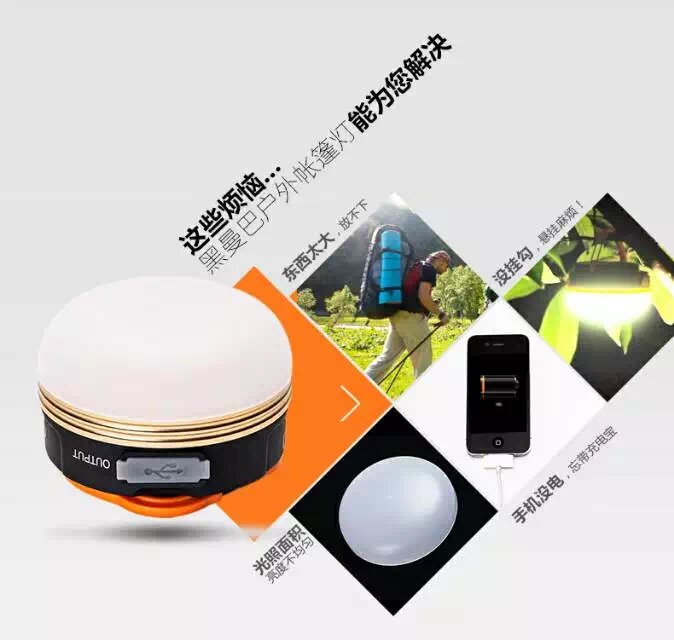 这些烦恼...
黑曼巴户外帐篷灯能为您解决
东西太大，放不下
没挂勾，悬挂麻烦！
手机没电，忘带充电宝
光照面积
亮度不均匀
OUTPUT